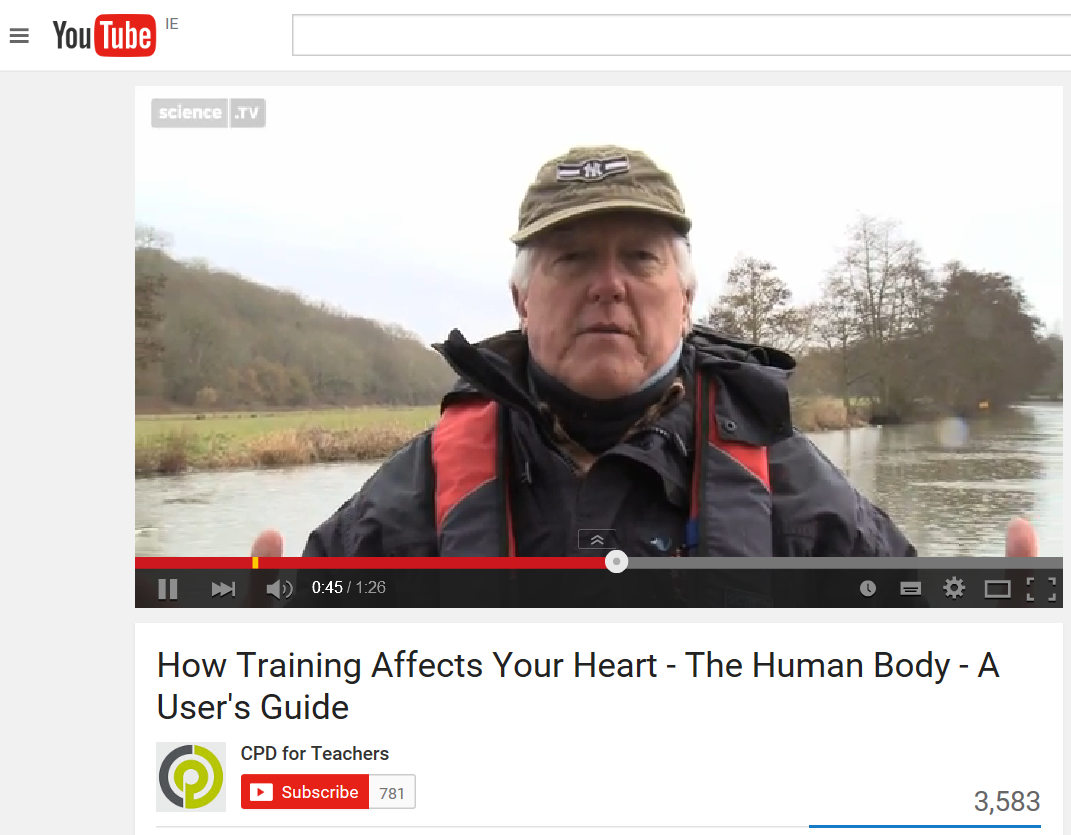 YouTube IE
science .TV
NY
0:45 / 1:26
How Training Affects Your Heart - The Human Body - A
User's Guide
CPD for Teachers
Subscribe 781
3,583